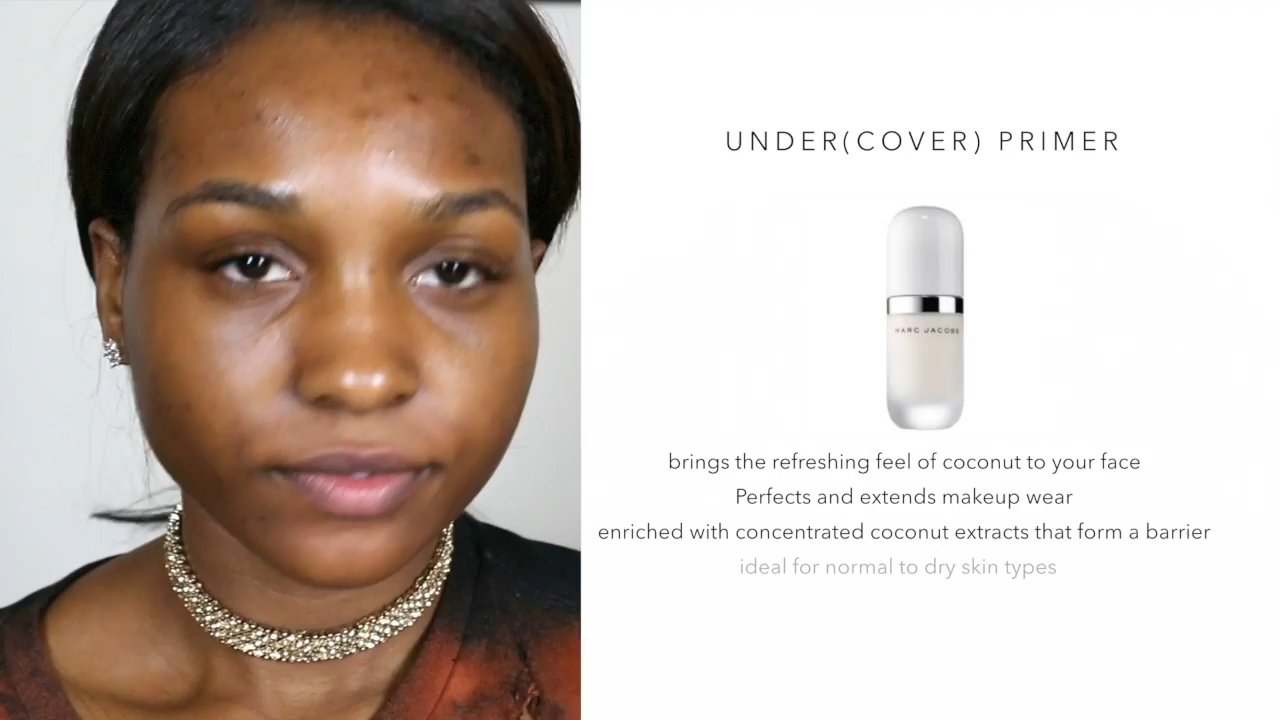 UNDER(COVER) PRIMER
MARC JACOBS
brings the refreshing feel of coconut to your face
Perfects and extends makeup wear
enriched with concentrated coconut extracts that form a barrier
ideal for normal to dry skin types